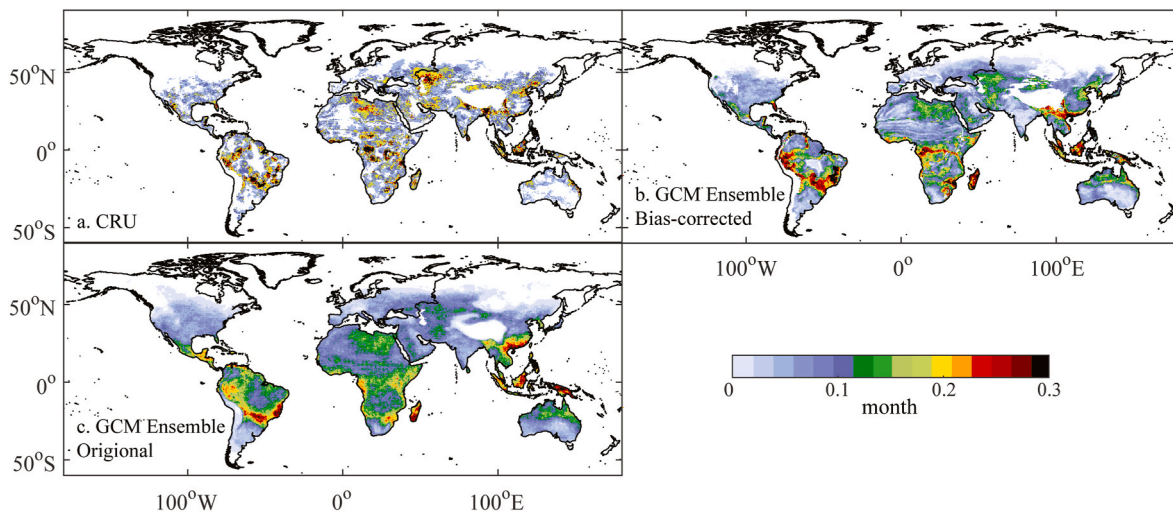 50°N
0°
50°S
a. CRU
b. GCM Ensemble
Bias-corrected
100°W
0°
100°E
50°N
0°
50°S
c. GCM Ensemble
Origional
100°W
0°
100°E
0
0.1
0.2
0.3
month